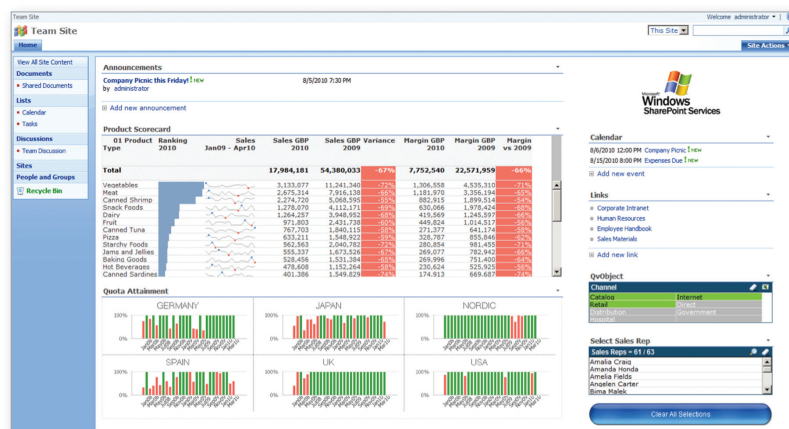 Team Site
Welcome administrator
Team Site
This Site
Home
Site Actions
View All Site Content
Documents
Shared Documents
Lists
Calendar
Tasks
Discussions
Team Discussion
Sites
People and Groups
Recycle Bin
Announcements
Company Picnic this Friday! NEW 8/5/2010 7:30 PM
by administrator
Add new announcement
Product Scorecard
01 Product Type Ranking 2010 Sales Jan09 - Apr10 Sales GBP 2010 Sales GBP 2009 Variance Margin GBP 2010 Margin GBP 2009 Margin vs 2009
Total 17,984,181 54,380,033 -67% 7,752,540 22,571,959 -66%
Vegetables 3,133,077 11,241,340 -72% 1,306,558 4,535,310 -71%
Meat 2,675,314 7,916,138 -66% 1,181,970 3,356,194 -65%
Canned Shrimp 2,274,720 5,068,595 -55% 882,915 1,899,514 -54%
Snack Foods 1,278,070 4,112,171 -69% 630,066 1,978,424 -68%
Dairy 1,264,257 3,948,952 -68% 419,569 1,245,597 -66%
Fruit 971,803 2,431,738 -60% 449,824 1,014,517 -56%
Canned Tuna 767,703 1,840,115 -58% 271,377 641,174 -58%
Pizza 633,211 1,548,922 -59% 328,787 855,846 -62%
Starchy Foods 562,563 2,040,782 -72% 280,854 981,455 -71%
Jams and Jellies 555,337 1,673,526 -67% 269,077 782,942 -66%
Baking Goods 528,456 1,531,384 -65% 269,996 751,400 -64%
Hot Beverages 478,608 1,152,264 -58% 230,624 525,925 -56%
Canned Sardines 401,386 1,549,829 -74% 174,913 669,687 -74%
Quota Attainment
GERMANY
100%
0%
JAPAN
100%
0%
NORDIC
100%
0%
SPAIN
100%
0%
UK
100%
0%
USA
100%
0%
Microsoft
Windows
SharePoint Services
Calendar
8/6/2010 12:00 PM Company Picnic NEW
8/15/2010 8:00 PM Expenses Due NEW
Add new event
Links
Corporate Intranet
Human Resources
Employee Handbook
Sales Materials
Add new link
QvObject
Channel
Catalog Internet
Retail Direct
Distribution Government
Hospital
Select Sales Rep
Sales Reps = 61 / 63
Amalia Craig
Amanda Honda
Amelia Fields
Angelen Carter
Bima Malek
Clear All Selections